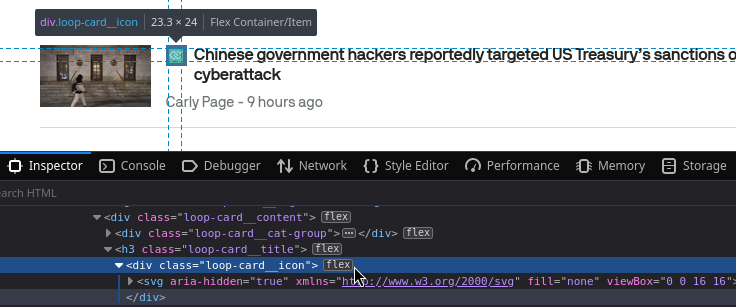 div.loop-card__icon 23.3 × 24 Flex Container/Item
Chinese government hackers reportedly targeted US Treasury's sanctions o
cyberattack
Carly Page - 9 hours ago
Inspector Console Debugger Network {} Style Editor Performance Memory Storage
earch HTML
<div class="loop-card__content"> flex
<div class="loop-card__cat-group"> ••• </div> flex
<h3 class="loop-card__title"> flex
<div class="loop-card__icon"> flex
<svg aria-hidden="true" xmlns="http://www.w3.org/2000/svg" fill="none" viewBox="0 0 16 16"
</div>